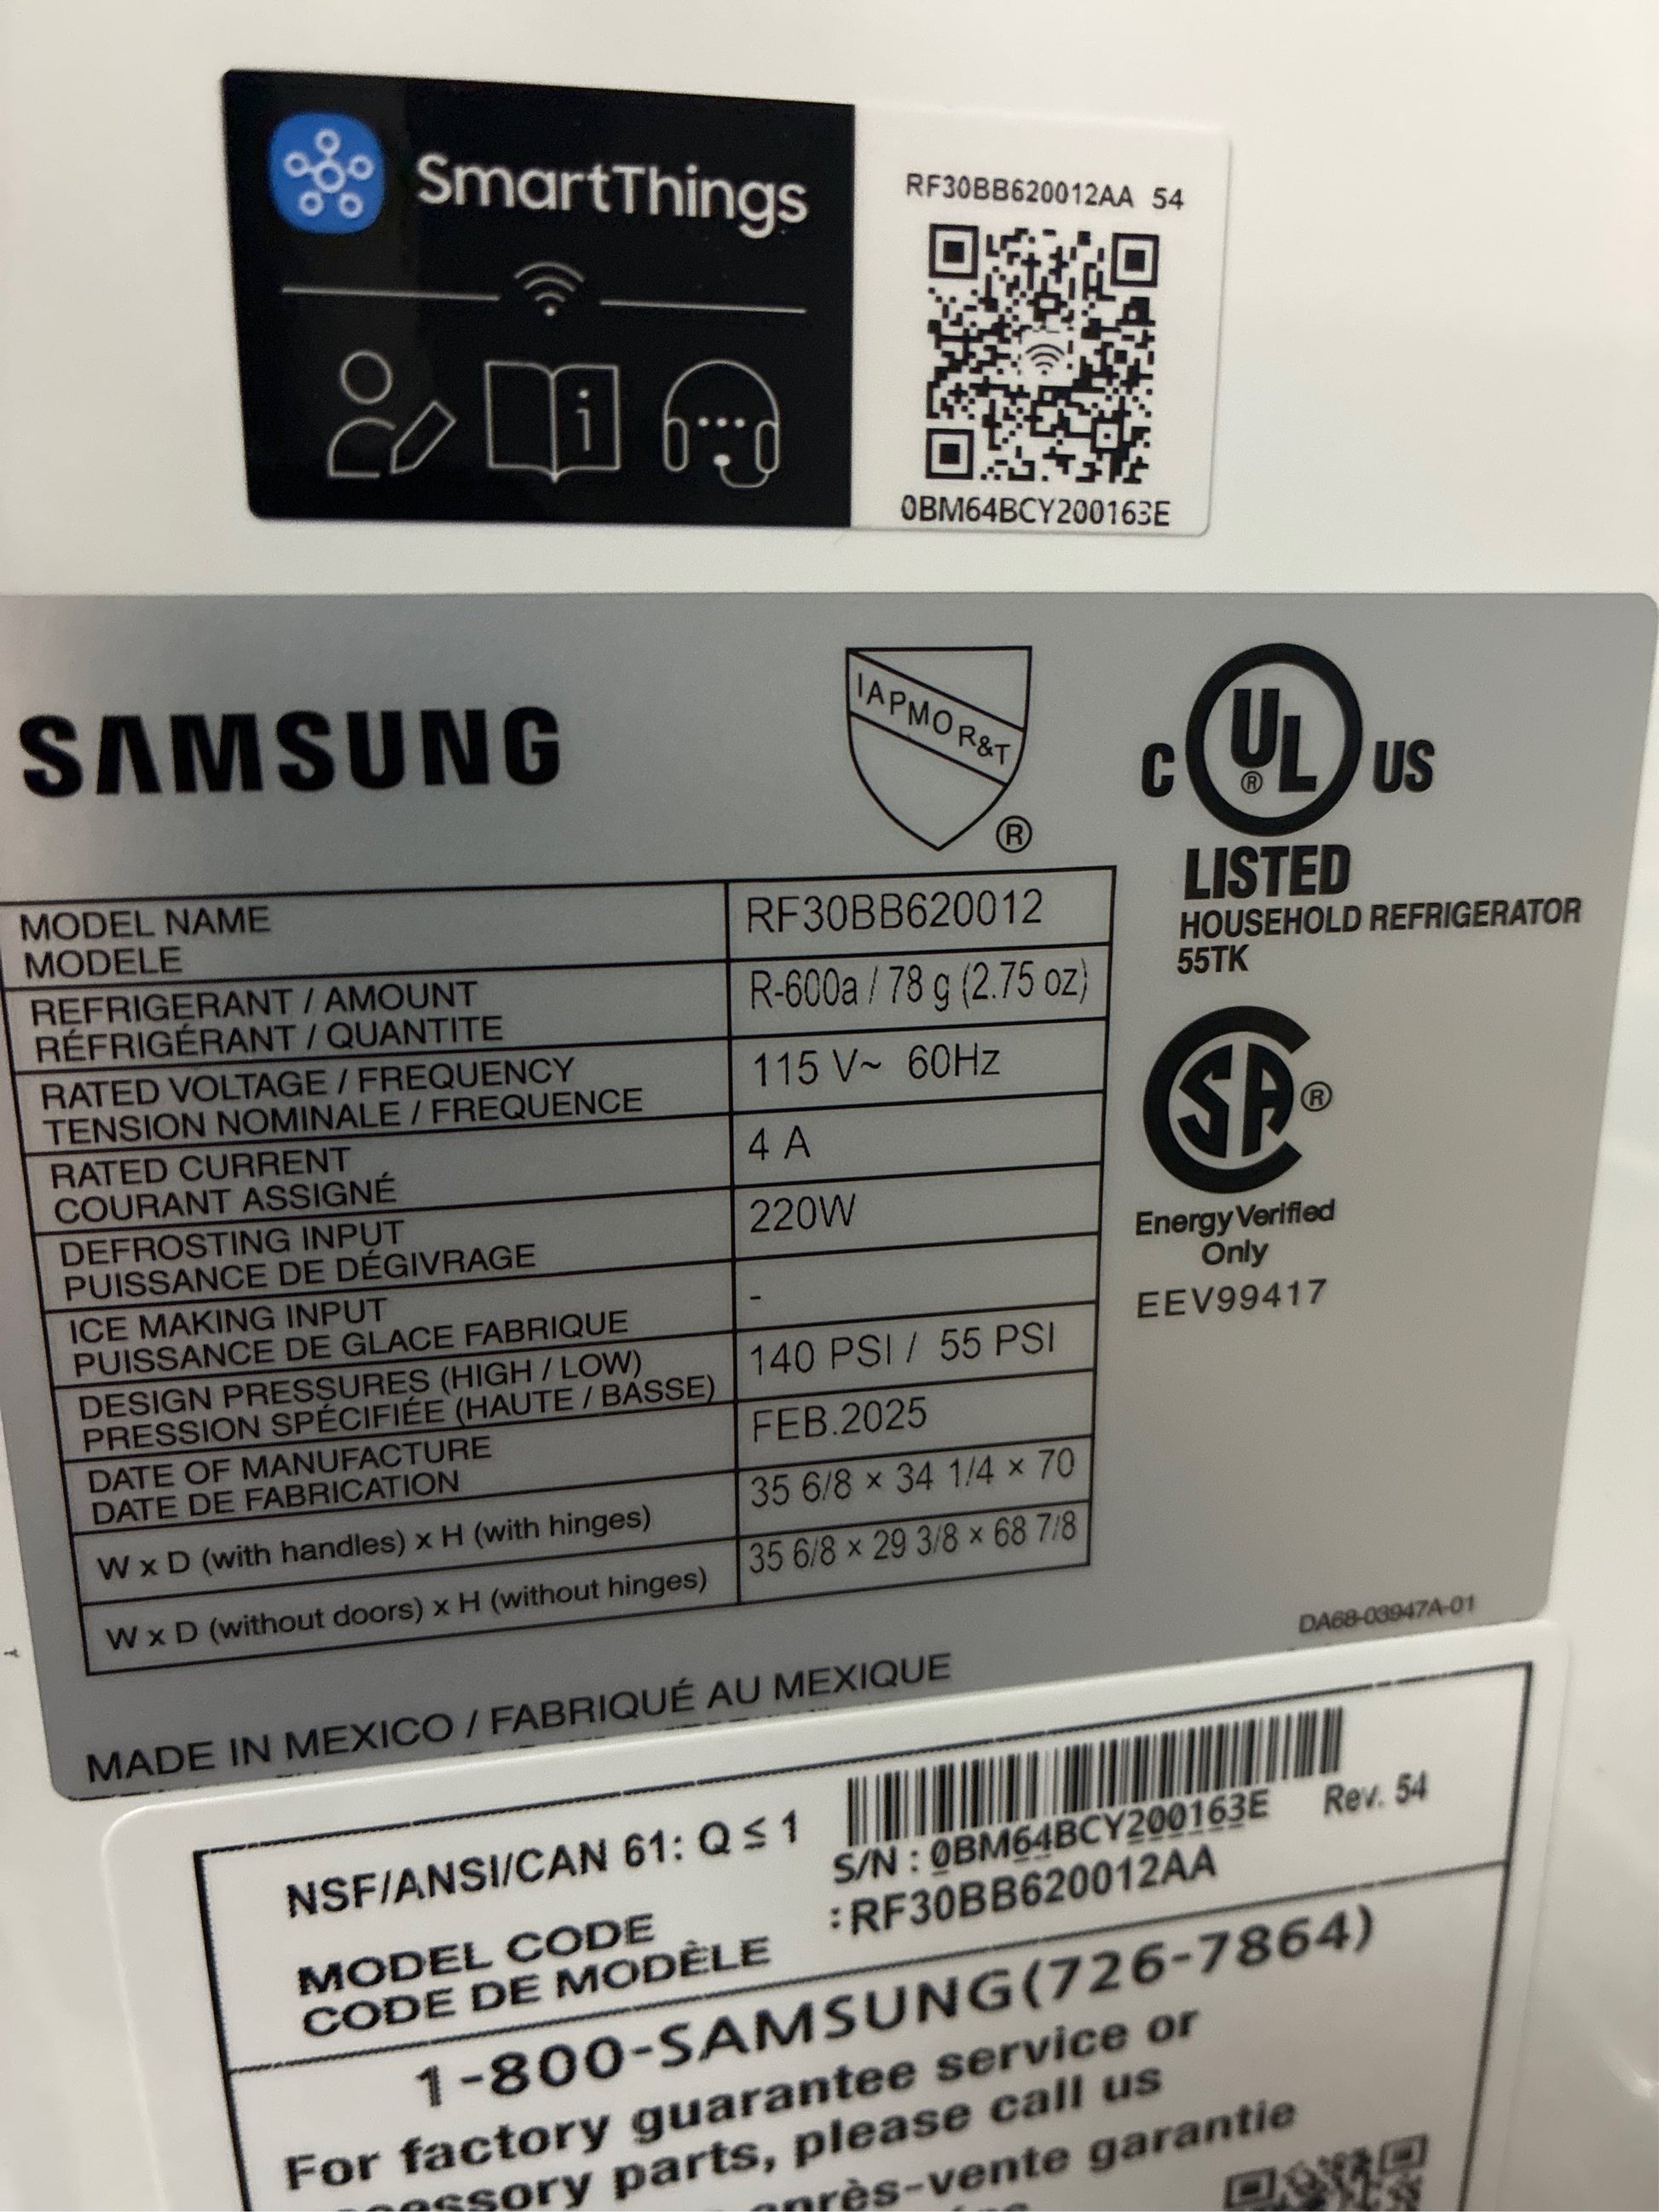 SmartThings
RF30BB620012AA 54
0BM64BCY200163E
SAMSUNG
IAPMO R&T
®
C UL® US
LISTED
HOUSEHOLD REFRIGERATOR
55TK
SA®
Energy Verified
Only
EEV99417
MODEL NAME
MODELE
RF30BB620012
REFRIGERANT / AMOUNT
RÉFRIGÉRANT / QUANTITE
R-600a / 78 g (2.75 oz)
RATED VOLTAGE / FREQUENCY
TENSION NOMINALE / FREQUENCE
115 V~ 60Hz
RATED CURRENT
COURANT ASSIGNÉ
4 A
DEFROSTING INPUT
PUISSANCE DE DÉGIVRAGE
220W
ICE MAKING INPUT
PUISSANCE DE GLACE FABRIQUE
-
DESIGN PRESSURES (HIGH / LOW)
PRESSION SPÉCIFIÉE (HAUTE / BASSE)
140 PSI / 55 PSI
DATE OF MANUFACTURE
DATE DE FABRICATION
FEB.2025
W x D (with handles) x H (with hinges)
35 6/8 × 34 1/4 × 70
W x D (without doors) x H (without hinges)
35 6/8 × 29 3/8 × 68 7/8
DA68-03947A-01
MADE IN MEXICO / FABRIQUÉ AU MEXIQUE
NSF/ANSI/CAN 61: Q ≤ 1
S/N : 0BM64BCY200163E Rev. 54
MODEL CODE
CODE DE MODÈLE
:RF30BB620012AA
1-800-SAMSUNG(726-7864)
For factory guarantee service or
parts, please call us
garantie